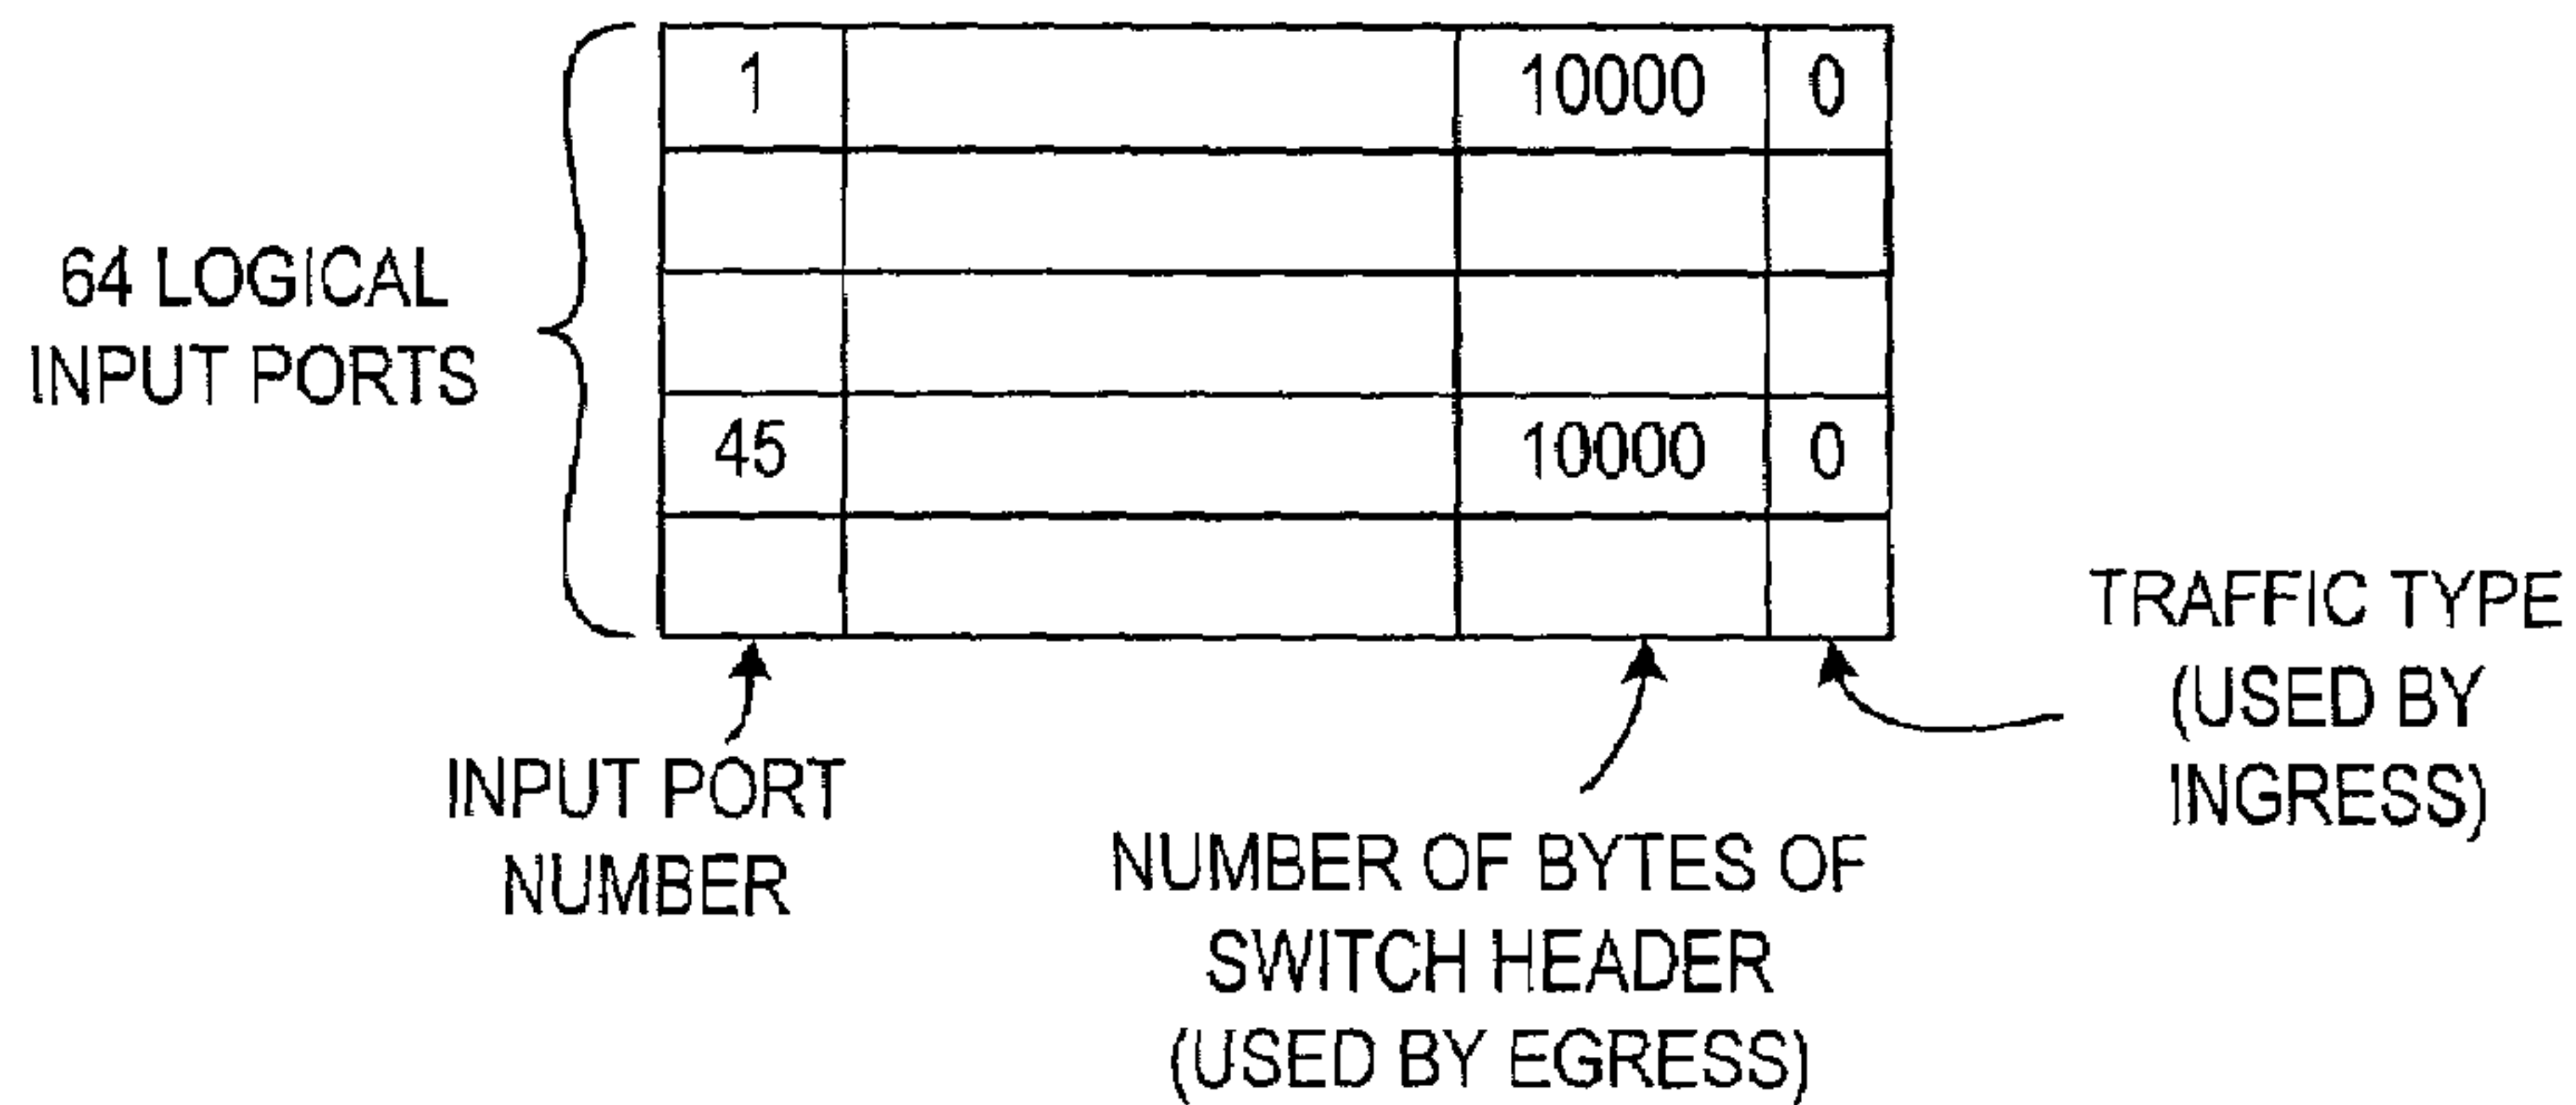 1 10000 0
64 LOGICAL
INPUT PORTS
45 10000 0
INPUT PORT
NUMBER
NUMBER OF BYTES OF
SWITCH HEADER
(USED BY EGRESS)
TRAFFIC TYPE
(USED BY
INGRESS)